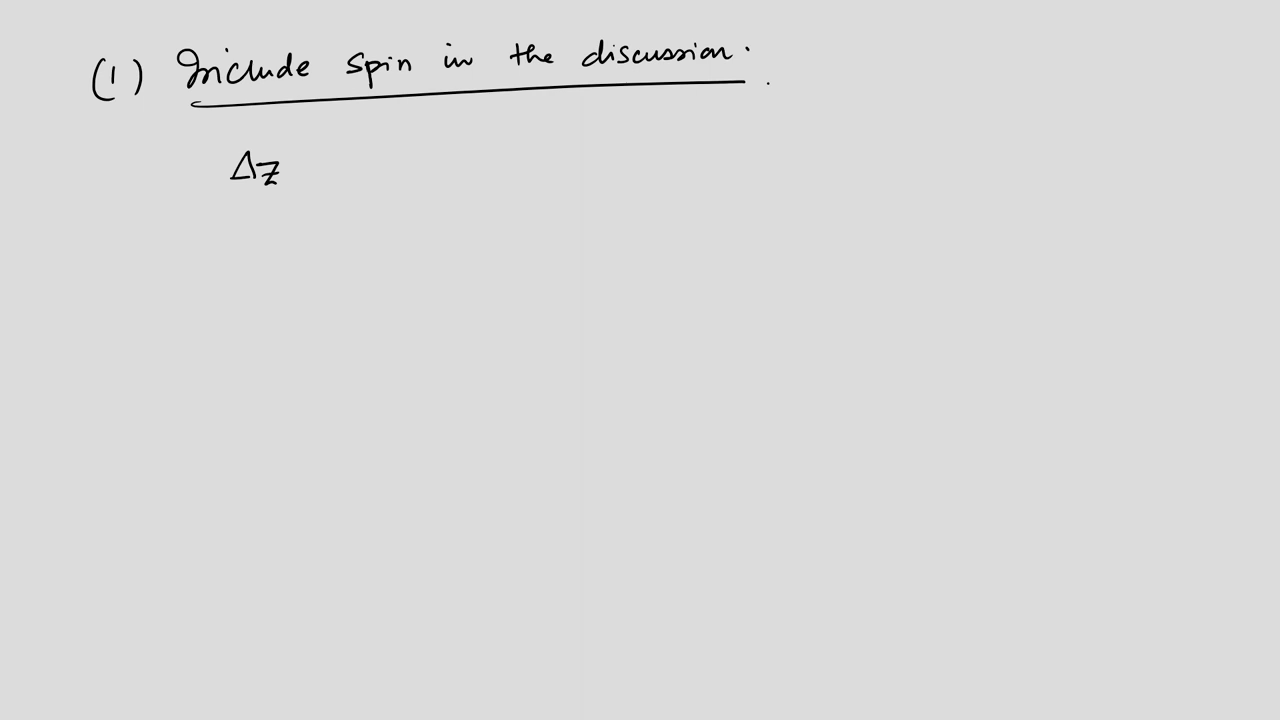 (1) Include spin in the discussion.
Δz